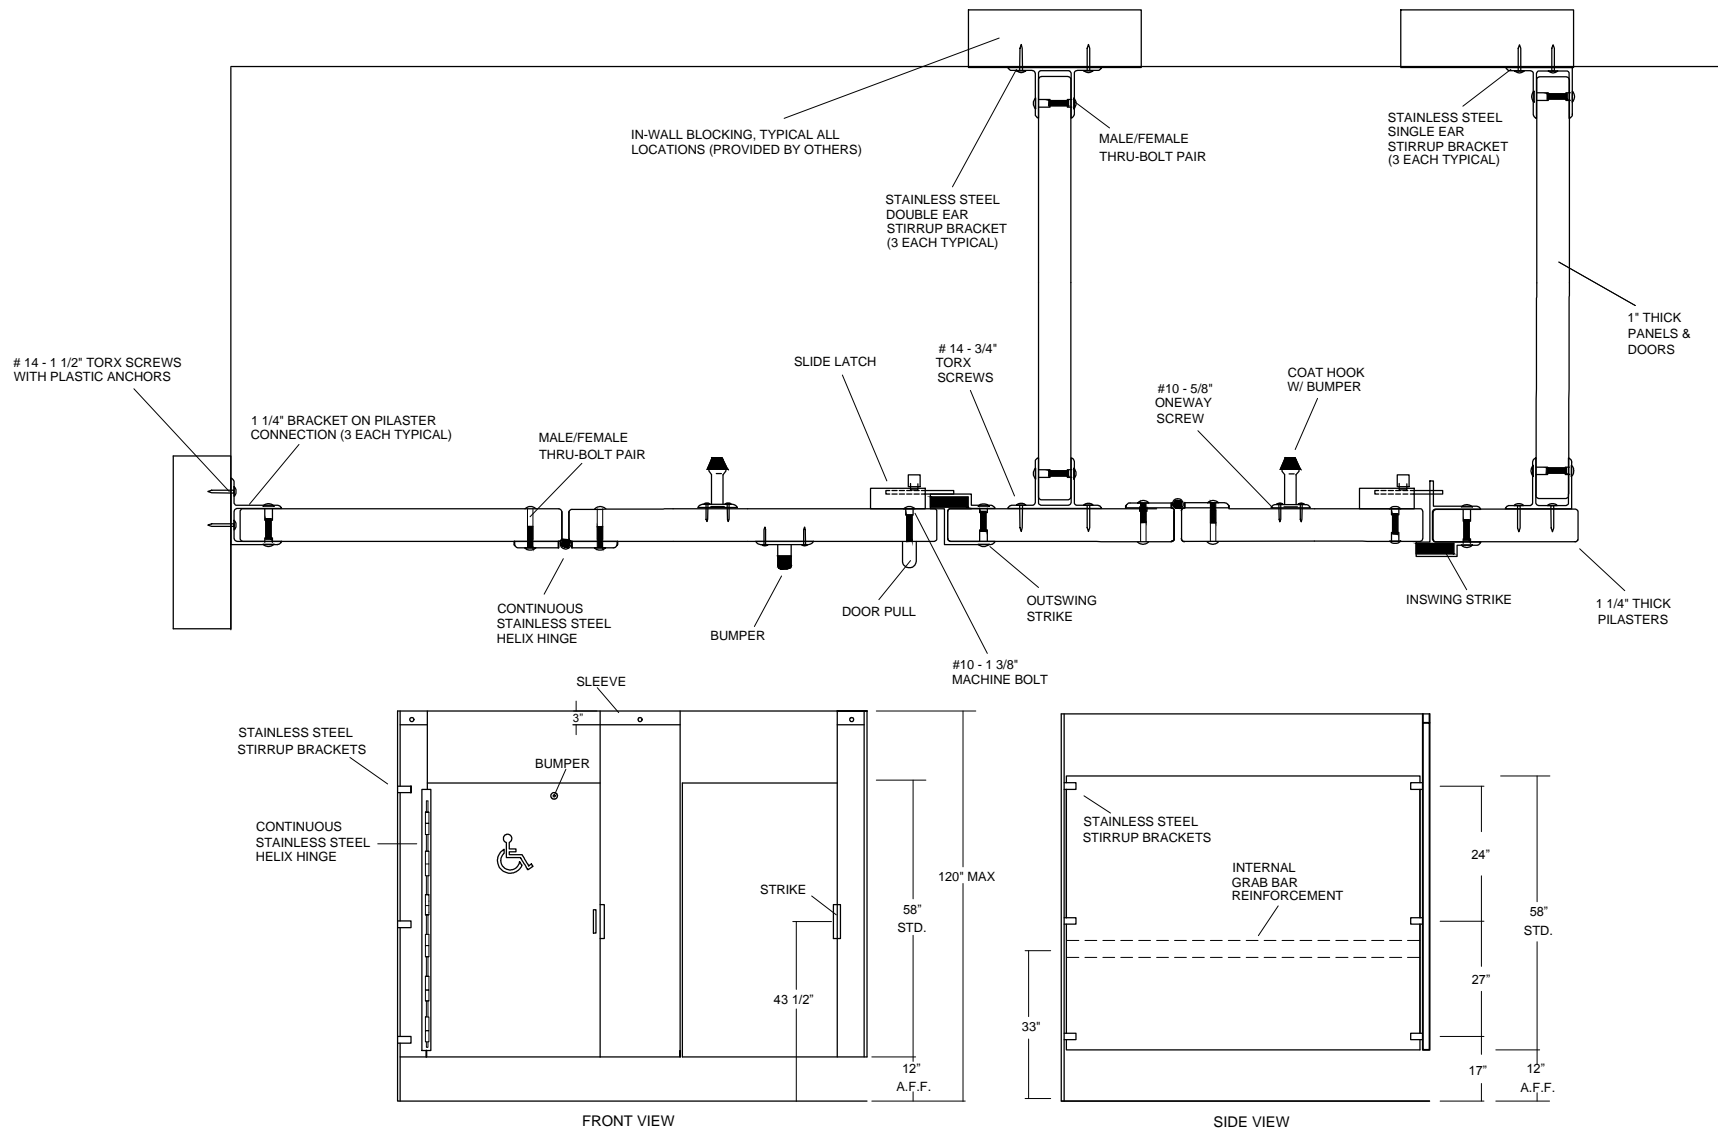 IN-WALL BLOCKING, TYPICAL ALL
LOCATIONS (PROVIDED BY OTHERS)
MALE/FEMALE
THRU-BOLT PAIR
STAINLESS STEEL
SINGLE EAR
STIRRUP BRACKET
(3 EACH TYPICAL)
STAINLESS STEEL
DOUBLE EAR
STIRRUP BRACKET
(3 EACH TYPICAL)
1" THICK
PANELS &
DOORS
# 14 - 1 1/2" TORX SCREWS
WITH PLASTIC ANCHORS
SLIDE LATCH
# 14 - 3/4"
TORX
SCREWS
#10 - 5/8"
ONEWAY
SCREW
COAT HOOK
W/ BUMPER
1 1/4" BRACKET ON PILASTER
CONNECTION (3 EACH TYPICAL)
MALE/FEMALE
THRU-BOLT PAIR
CONTINUOUS
STAINLESS STEEL
HELIX HINGE
BUMPER
DOOR PULL
OUTSWING
STRIKE
INSWING STRIKE
1 1/4" THICK
PILASTERS
#10 - 1 3/8"
MACHINE BOLT
SLEEVE
3"
STAINLESS STEEL
STIRRUP BRACKETS
BUMPER
CONTINUOUS
STAINLESS STEEL
HELIX HINGE
STRIKE
120" MAX
58”
STD.
43 1/2”
12”
A.F.F.
FRONT VIEW
STAINLESS STEEL
STIRRUP BRACKETS
INTERNAL
GRAB BAR
REINFORCEMENT
24”
58”
STD.
27”
33”
17”
12”
A.F.F.
SIDE VIEW